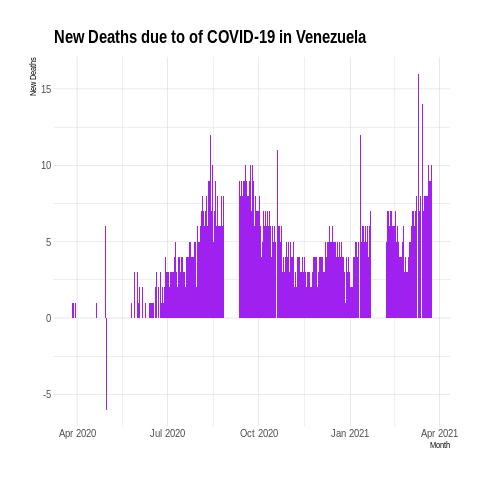 New Deaths due to of COVID-19 in Venezuela
New Deaths
15
10
5
0
-5
Apr 2020
Jul 2020
Oct 2020
Jan 2021
Apr 2021
Month